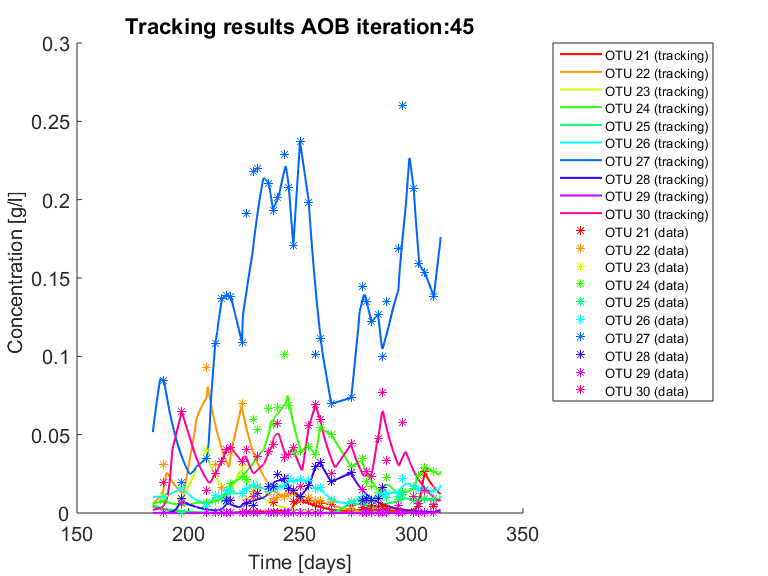 Tracking results AOB iteration:45
0.3
0.25
0.2
0.15
0.1
0.05
0
Concentration [g/l]
150
200
250
300
350
Time [days]
OTU 21 (tracking)
OTU 22 (tracking)
OTU 23 (tracking)
OTU 24 (tracking)
OTU 25 (tracking)
OTU 26 (tracking)
OTU 27 (tracking)
OTU 28 (tracking)
OTU 29 (tracking)
OTU 30 (tracking)
OTU 21 (data)
OTU 22 (data)
OTU 23 (data)
OTU 24 (data)
OTU 25 (data)
OTU 26 (data)
OTU 27 (data)
OTU 28 (data)
OTU 29 (data)
OTU 30 (data)